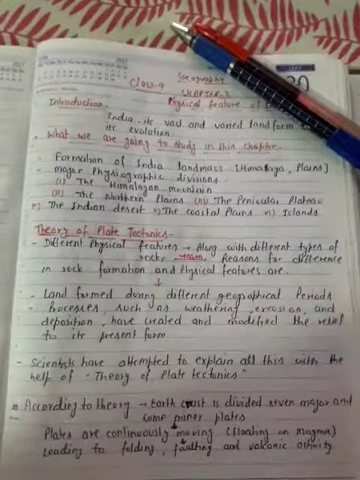 Geography
Class-9 CHAPTER-2
Introduction Physical feature of
India - its vast and varied landform &
its evolution
- What we are going to study in this chapter
- Formation of India landmass [Himalaya, Plains]
- major Physiographic divisions
(i) The Himalayan mountain
(ii) The Northern Plains (iii) The Penicular Plateau
The Indian desert v) The coastal Plains vi) Islands
Theory of Plate Tectonics
- Different Physical features → Along with different types of
rocks. Reasons for difference
in rock formation and Physical features are.
↓
- Land formed during different geographical Periods
- Processes, such as weathering, errosion, and
deposition, have created and modified the relief
to its present form
- Scientists have attempted to explain all this with the
help of - Theory of Plate tectonics"
According to theory → Earth crust is divided seven major and
some minor plates
Plates are continuously moving (floating on magma)
Leading to folding, faulting and volcanic activity